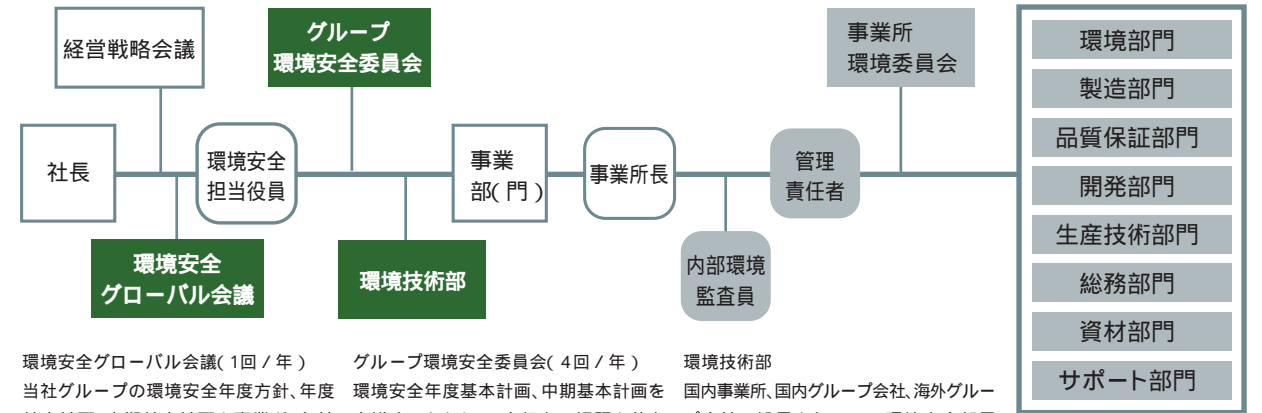 経営戦略会議
グループ
環境安全委員会
事業所
環境委員会
社長
環境安全
担当役員
事業
部(門)
事業所長
管理
責任者
環境安全
グローバル会議
環境技術部
内部環境
監査員
環境部門
製造部門
品質保証部門
開発部門
生産技術部門
総務部門
資材部門
サポート部門
環境安全グローバル会議(1回/年)
当社グループの環境安全年度方針、年度
グループ環境安全委員会(4回/年)
環境安全年度基本計画、中期基本計画を
環境技術部
国内事業所、国内グループ会社、海外グルー